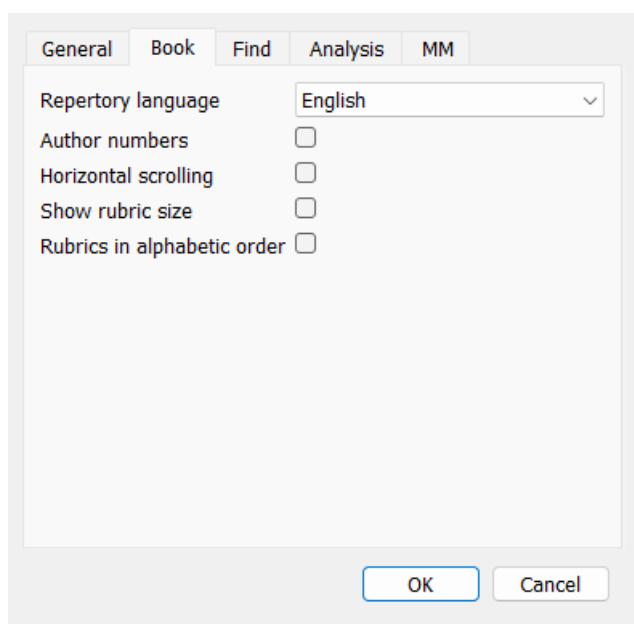 General Book Find Analysis MM
Repertory language English
Author numbers
Horizontal scrolling
Show rubric size
Rubrics in alphabetic order
OK Cancel